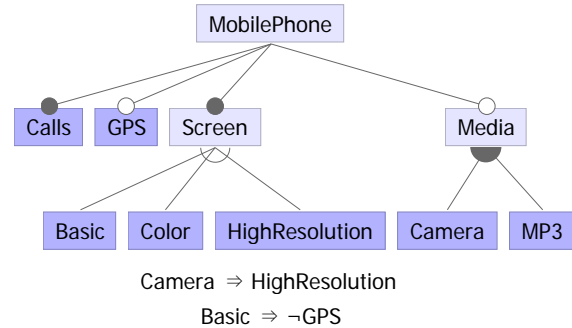 MobilePhone
Calls GPS Screen Media
Basic Color HighResolution Camera MP3
Camera ⇒ HighResolution
Basic ⇒ ¬GPS